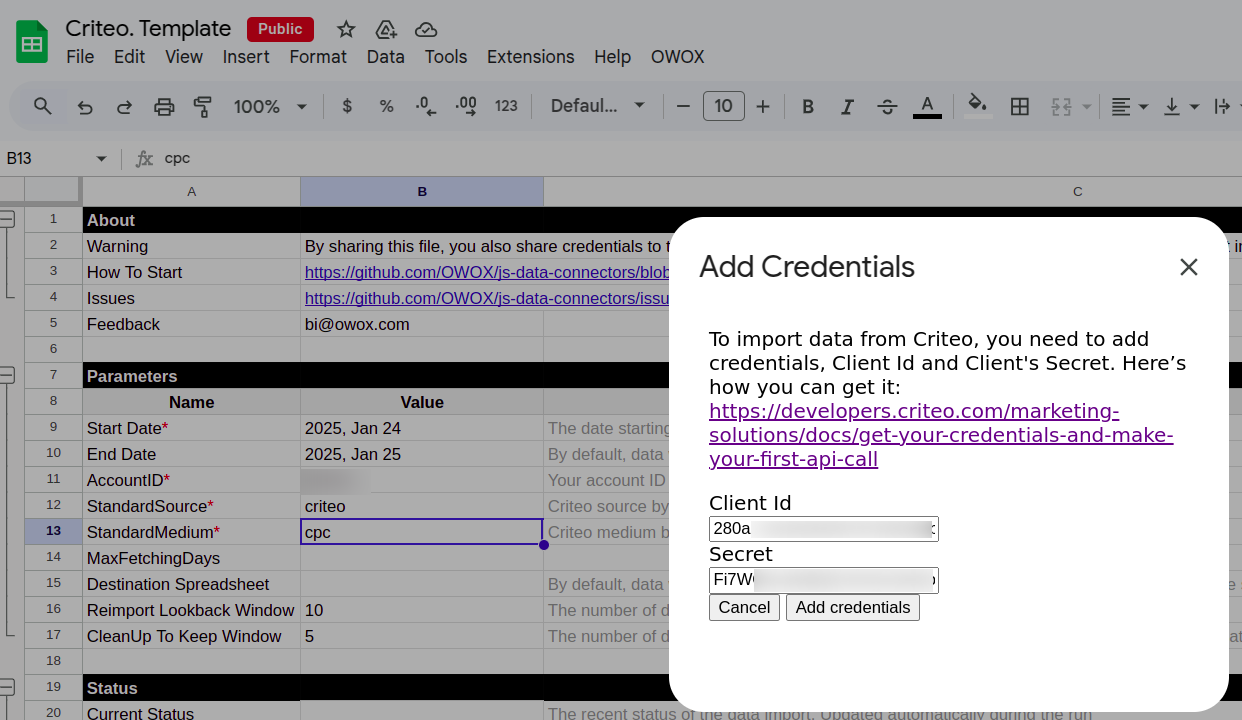 Criteo. Template Public
File Edit View Insert Format Data Tools Extensions Help OWOX
100% $ % .0 .00 123 Defaul... 10 B I A
B13 fx cpc
A B C
1 About
2 Warning By sharing this file, you also share credentials to
3 How To Start https://github.com/OWOX/js-data-connectors/blob
4 Issues https://github.com/OWOX/js-data-connectors/issu
5 Feedback bi@owox.com
6
7 Parameters
8 Name Value
9 Start Date* 2025, Jan 24 The date starting
10 End Date 2025, Jan 25 By default, data
11 AccountID* Your account ID
12 StandardSource* criteo Criteo source by
13 StandardMedium* cpc Criteo medium b
14 MaxFetchingDays
15 Destination Spreadsheet By default, data
16 Reimport Lookback Window 10 The number of d
17 CleanUp To Keep Window 5 The number of d
18
19 Status
20 Current Status The recent status of the data import. Updated automatically during the run
Add Credentials
To import data from Criteo, you need to add
credentials, Client Id and Client's Secret. Here’s
how you can get it:
https://developers.criteo.com/marketing-
solutions/docs/get-your-credentials-and-make-
your-first-api-call
Client Id
280a
Secret
Fi7W
Cancel Add credentials